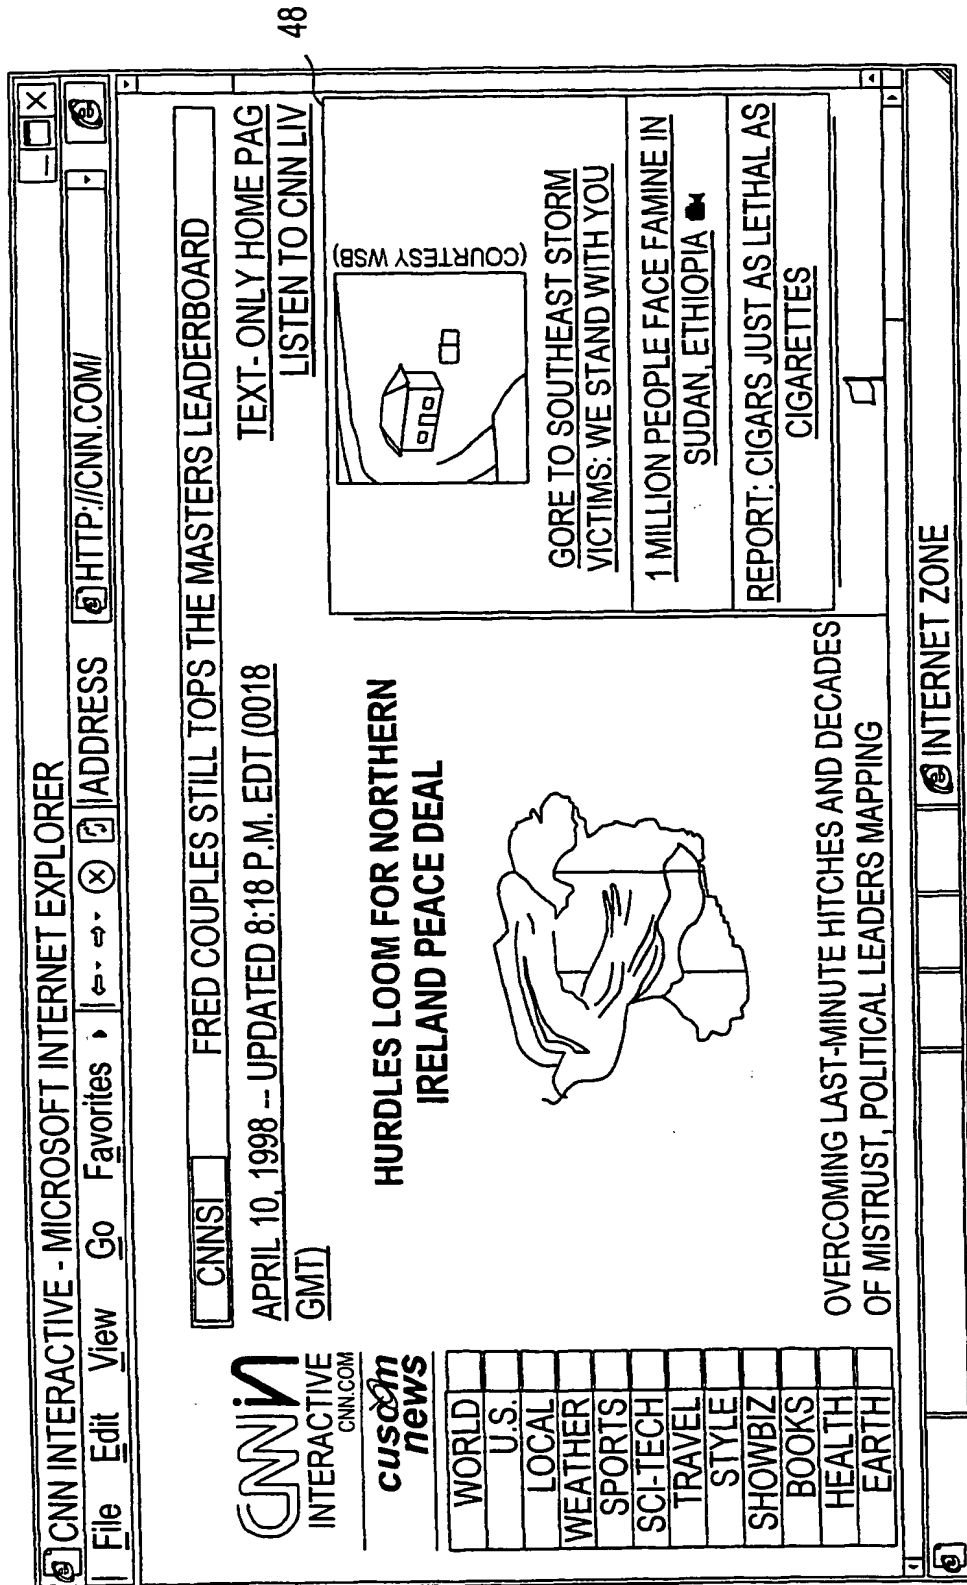 48
CNN INTERACTIVE - MICROSOFT INTERNET EXPLORER
File Edit View Go Favorites ADDRESS HTTP://CNN.COM/
CNNSI FRED COUPLES STILL TOPS THE MASTERS LEADERBOARD
CNN
INTERACTIVE
CNN.COM
custom
news
WORLD
U.S.
LOCAL
WEATHER
SPORTS
SCI-TECH
TRAVEL
STYLE
SHOWBIZ
BOOKS
HEALTH
EARTH
APRIL 10, 1998 -- UPDATED 8:18 P.M. EDT (0018
GMT)
HURDLES LOOM FOR NORTHERN
IRELAND PEACE DEAL
OVERCOMING LAST-MINUTE HITCHES AND DECADES
OF MISTRUST, POLITICAL LEADERS MAPPING
TEXT- ONLY HOME PAG
LISTEN TO CNN LIV
(COURTESY WSB)
GORE TO SOUTHEAST STORM
VICTIMS: WE STAND WITH YOU
1 MILLION PEOPLE FACE FAMINE IN
SUDAN, ETHIOPIA
REPORT: CIGARS JUST AS LETHAL AS
CIGARETTES
INTERNET ZONE